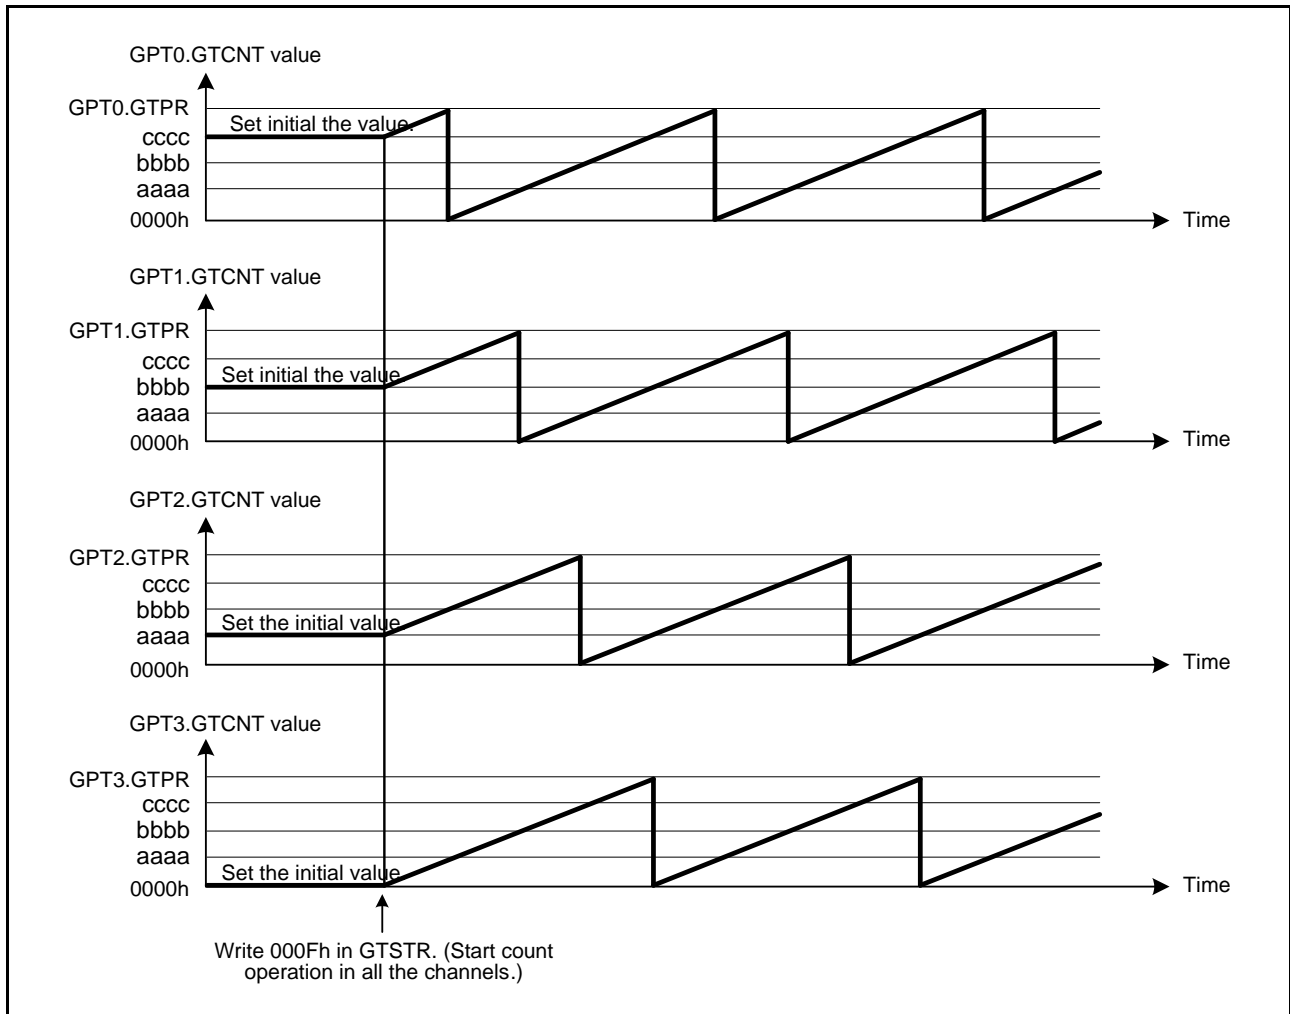 GPT0.GTCNT value
GPT0.GTPR
Set initial the value.
cccc
bbbb
aaaa
0000h
Time
GPT1.GTCNT value
GPT1.GTPR
cccc
Set initial the value
bbbb
aaaa
0000h
Time
GPT2.GTCNT value
GPT2.GTPR
cccc
bbbb
Set the initial value
aaaa
0000h
Time
GPT3.GTCNT value
GPT3.GTPR
cccc
bbbb
aaaa
Set the initial value
0000h
Time
Write 000Fh in GTSTR. (Start count
operation in all the channels.)